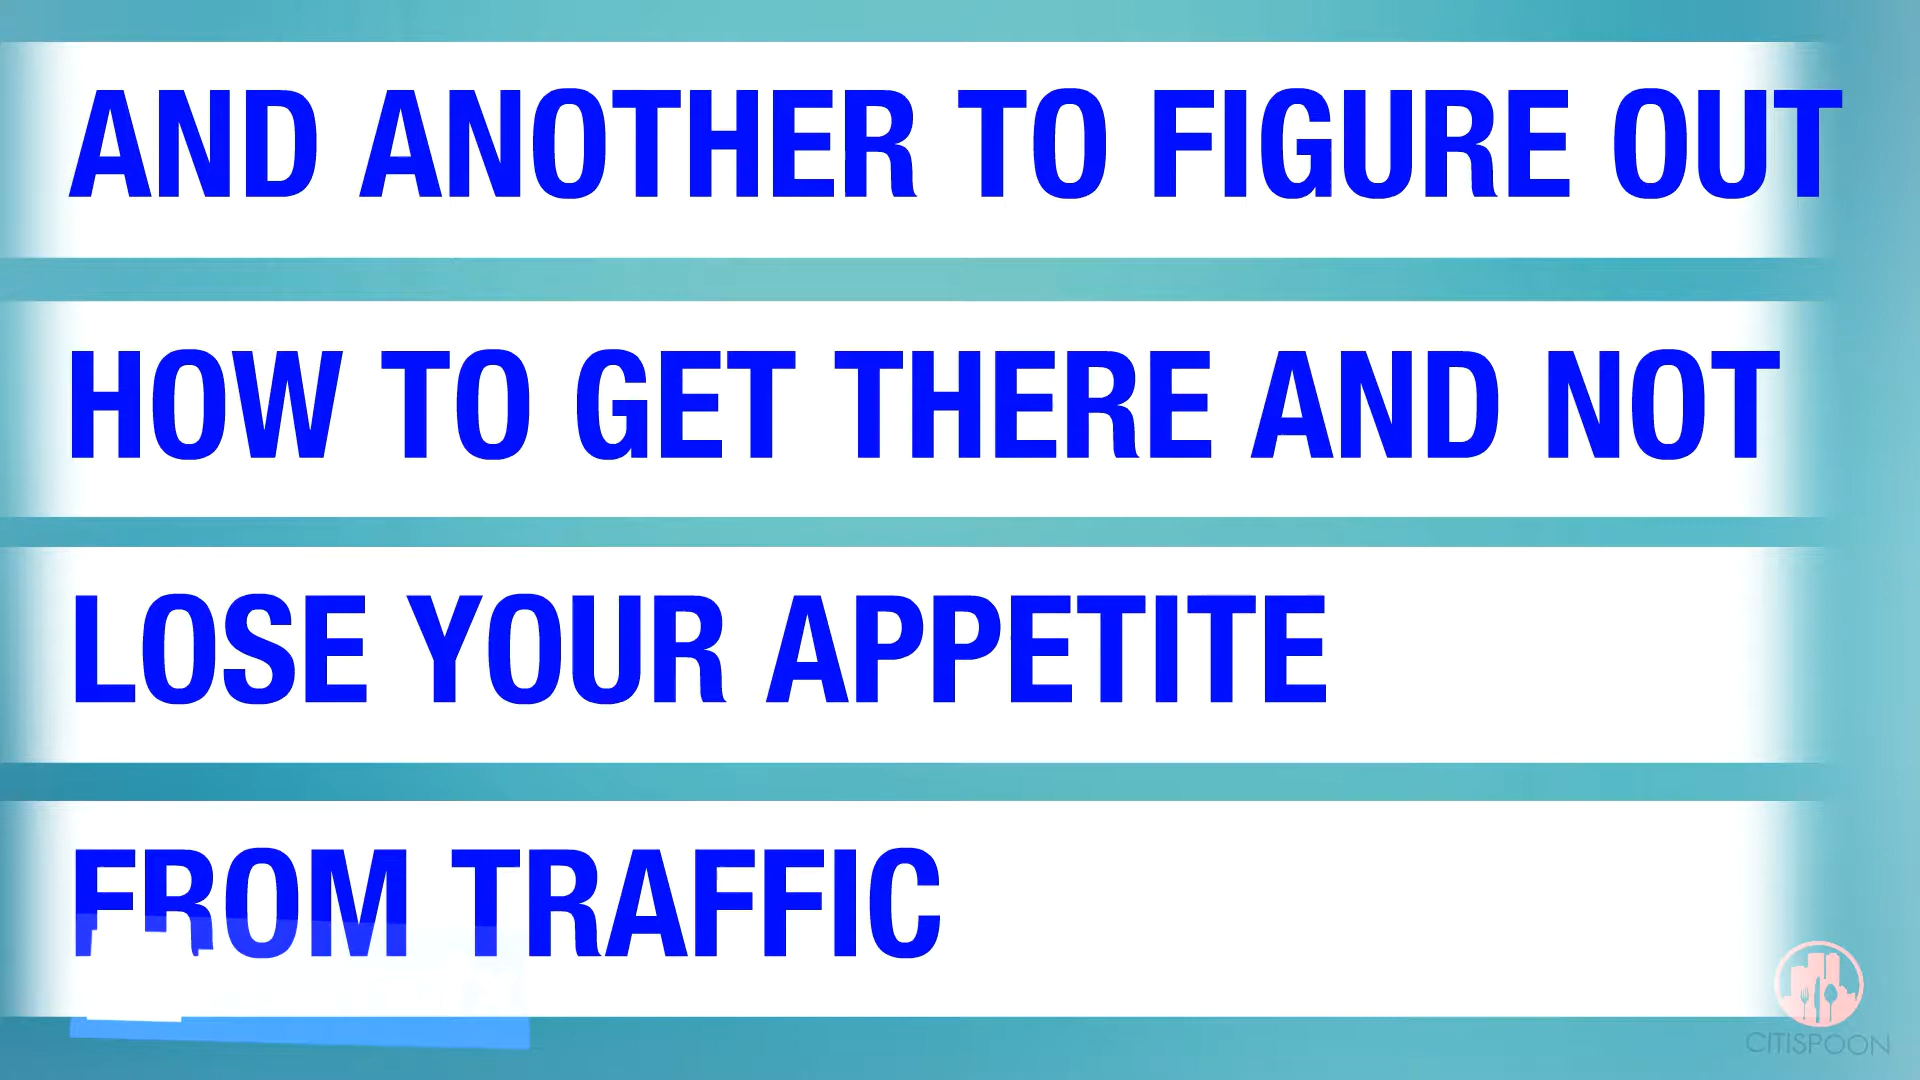 AND ANOTHER TO FIGURE OUT
HOW TO GET THERE AND NOT
LOSE YOUR APPETITE
FROM TRAFFIC
CITISPOON